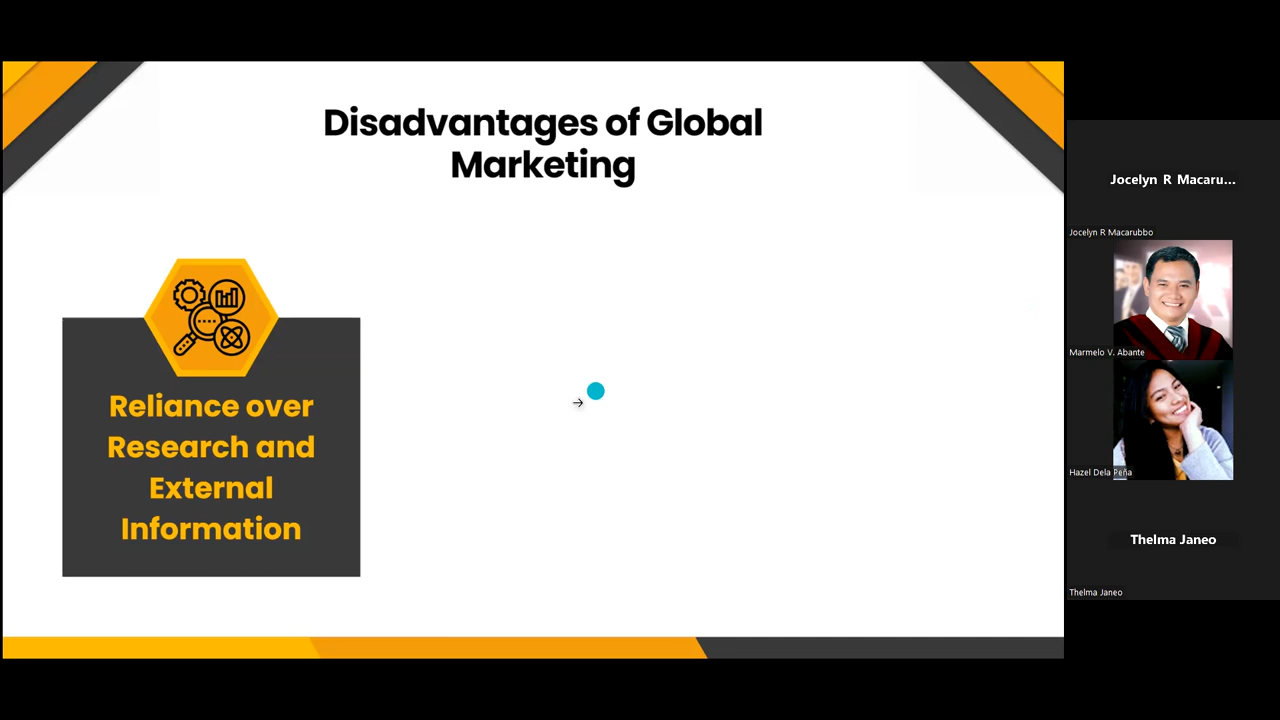 Disadvantages of Global
Marketing
Reliance over
Research and
External
Information
Jocelyn R Macaru...
Jocelyn R Macarubbo
Marmelo V. Abante
Hazel Dela Peña
Thelma Janeo
Thelma Janeo